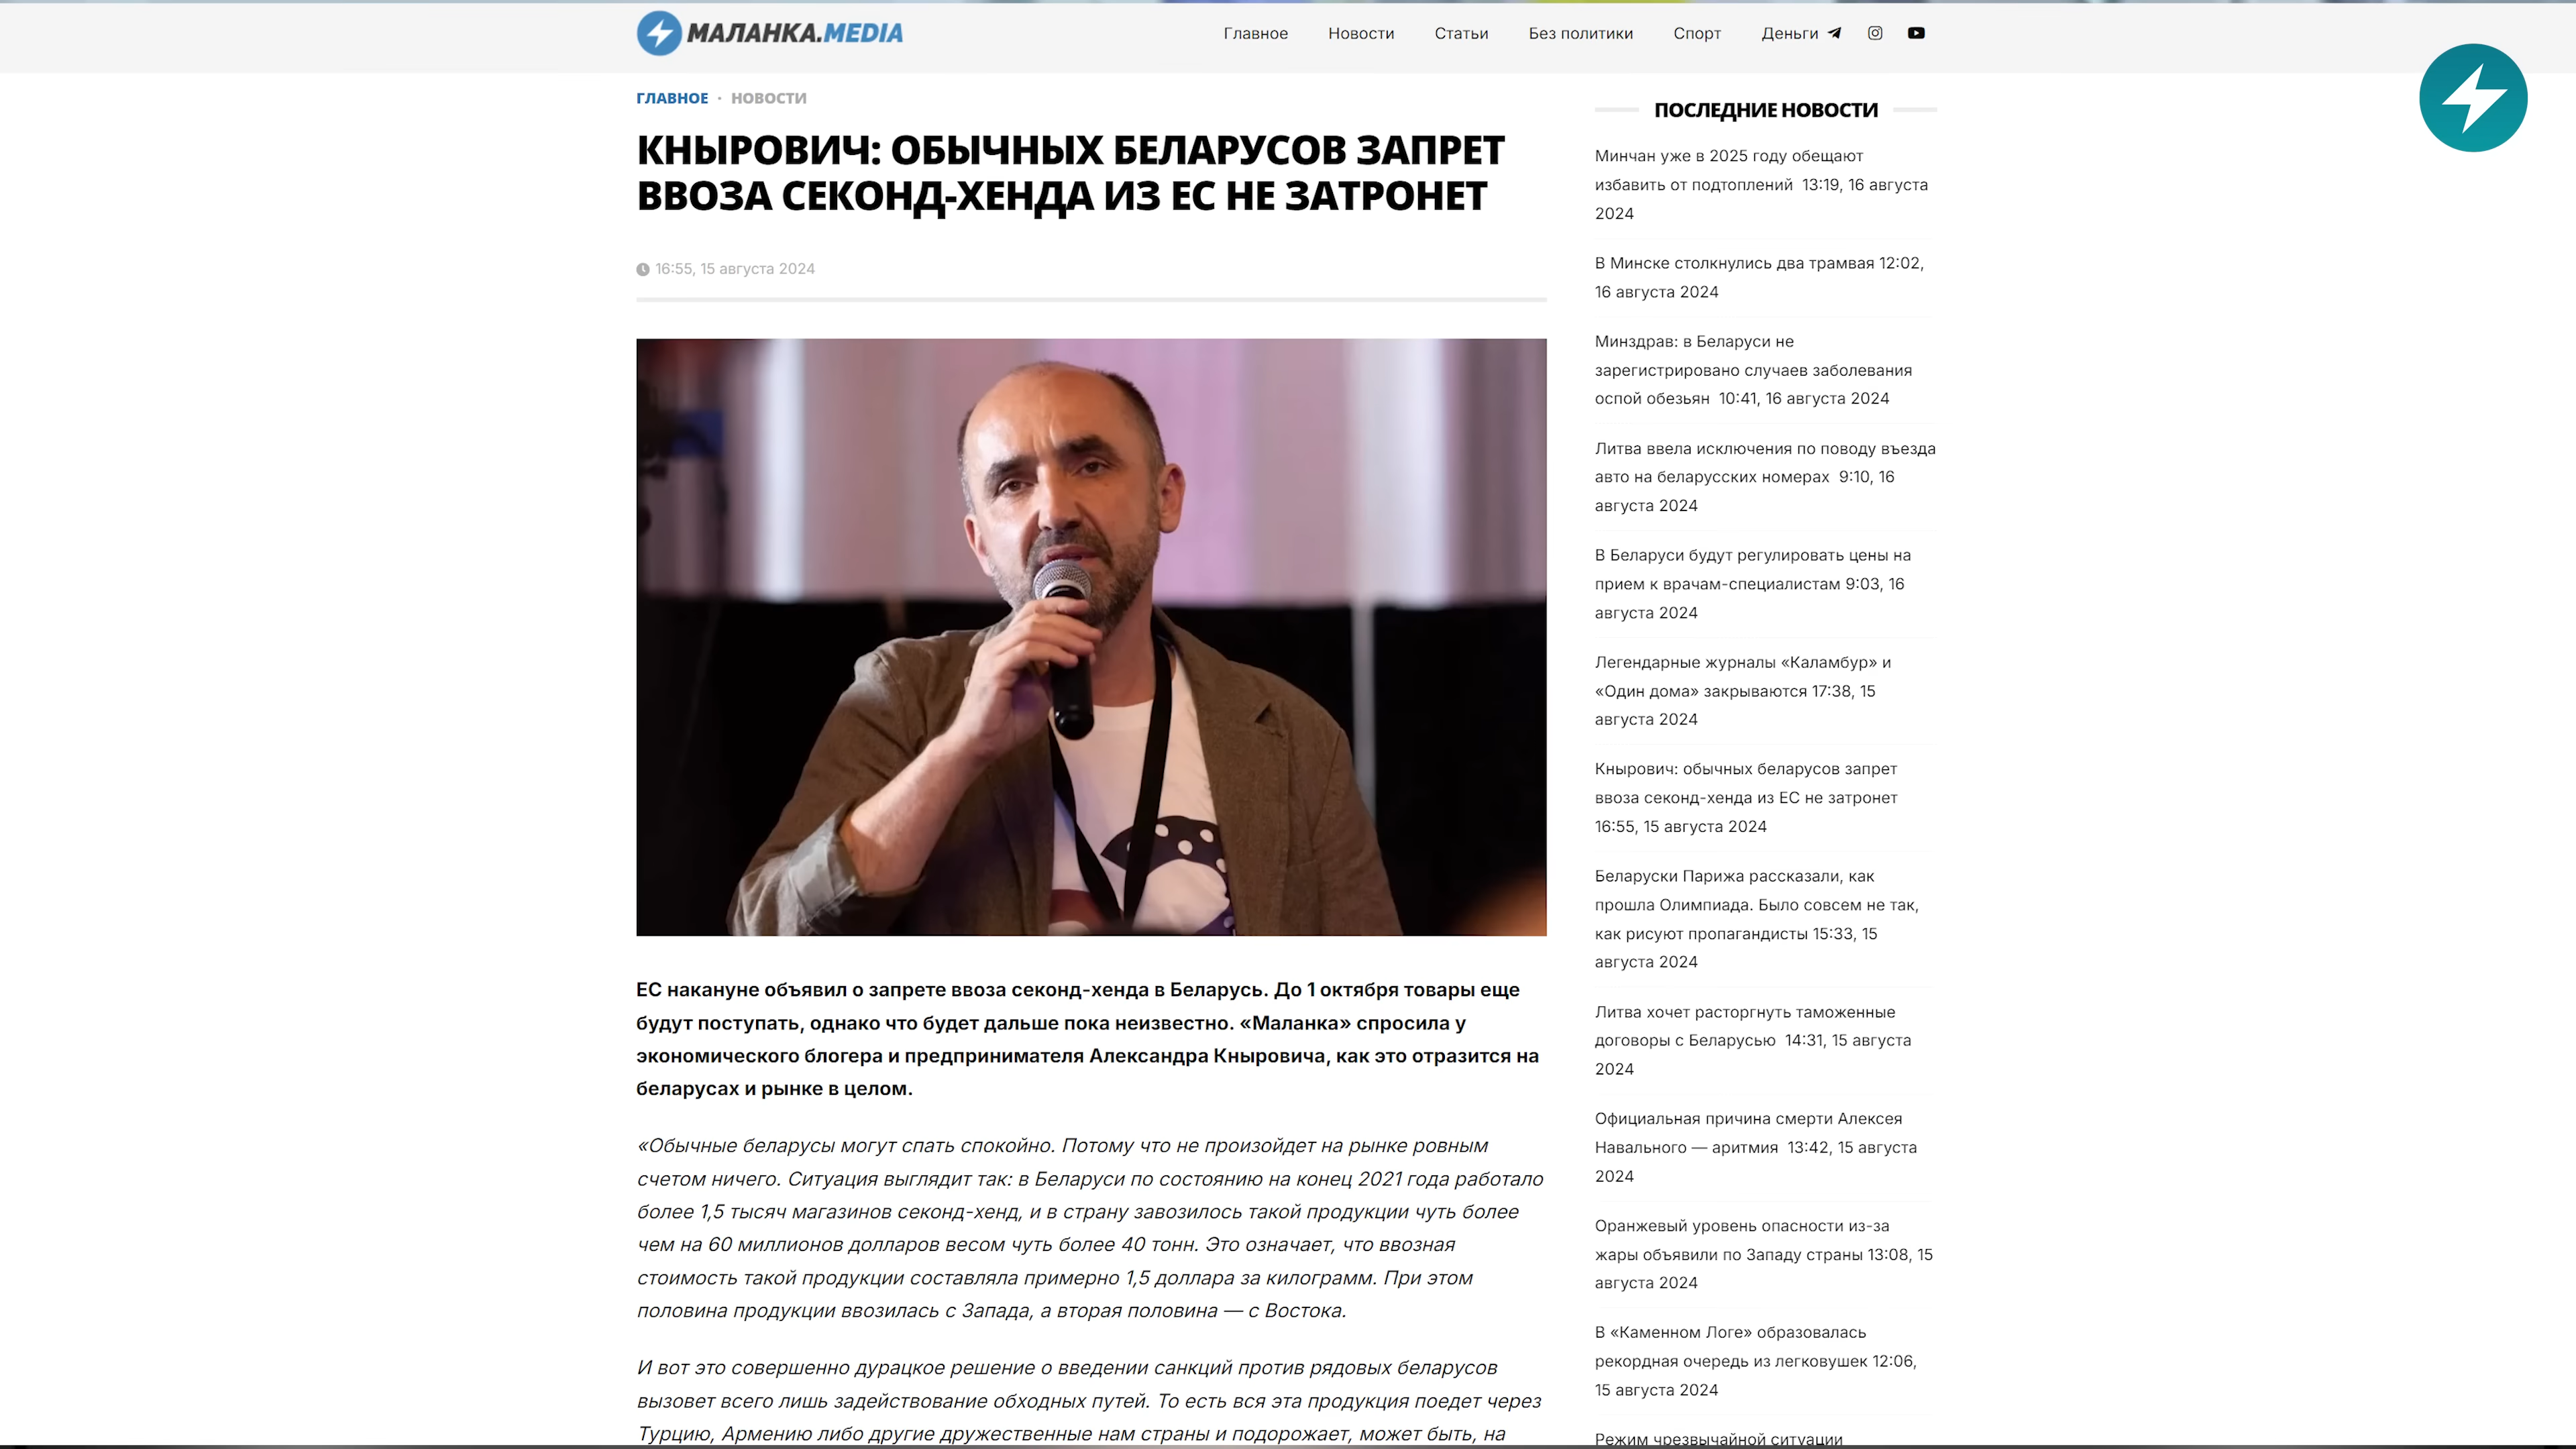 МАЛАНКА.MEDIA
Главное Новости Статьи Без политики Спорт Деньги
ГЛАВНОЕ · НОВОСТИ
КНЫРОВИЧ: ОБЫЧНЫХ БЕЛАРУСОВ ЗАПРЕТ
ВВОЗА СЕКОНД-ХЕНДА ИЗ ЕС НЕ ЗАТРОНЕТ
16:55, 15 августа 2024
ЕС накануне объявил о запрете ввоза секонд-хенда в Беларусь. До 1 октября товары еще
будут поступать, однако что будет дальше пока неизвестно. «Маланка» спросила у
экономического блогера и предпринимателя Александра Кныровича, как это отразится на
беларусах и рынке в целом.
«Обычные беларусы могут спать спокойно. Потому что не произойдет на рынке ровным
счетом ничего. Ситуация выглядит так: в Беларуси по состоянию на конец 2021 года работало
более 1,5 тысяч магазинов секонд-хенд, и в страну завозилось такой продукции чуть более
чем на 60 миллионов долларов весом чуть более 40 тонн. Это означает, что ввозная
стоимость такой продукции составляла примерно 1,5 доллара за килограмм. При этом
половина продукции ввозилась с Запада, а вторая половина — с Востока.
И вот это совершенно дурацкое решение о введении санкций против рядовых беларусов
вызовет всего лишь задействование обходных путей. То есть вся эта продукция поедет через
Турцию, Армению либо другие дружественные нам страны и подорожает, может быть, на
ПОСЛЕДНИЕ НОВОСТИ
Минчан уже в 2025 году обещают
избавить от подтоплений 13:19, 16 августа
2024
В Минске столкнулись два трамвая 12:02,
16 августа 2024
Минздрав: в Беларуси не
зарегистрировано случаев заболевания
оспой обезьян 10:41, 16 августа 2024
Литва ввела исключения по поводу въезда
авто на беларусских номерах 9:10, 16
августа 2024
В Беларуси будут регулировать цены на
прием к врачам-специалистам 9:03, 16
августа 2024
Легендарные журналы «Каламбур» и
«Один дома» закрываются 17:38, 15
августа 2024
Кнырович: обычных беларусов запрет
ввоза секонд-хенда из ЕС не затронет
16:55, 15 августа 2024
Беларуски Парижа рассказали, как
прошла Олимпиада. Было совсем не так,
как рисуют пропагандисты 15:33, 15
августа 2024
Литва хочет расторгнуть таможенные
договоры с Беларусью 14:31, 15 августа
2024
Официальная причина смерти Алексея
Навального — аритмия 13:42, 15 августа
2024
Оранжевый уровень опасности из-за
жары объявили по Западу страны 13:08, 15
августа 2024
В «Каменном Логе» образовалась
рекордная очередь из легковушек 12:06,
15 августа 2024
Режим чрезвычайной ситуации